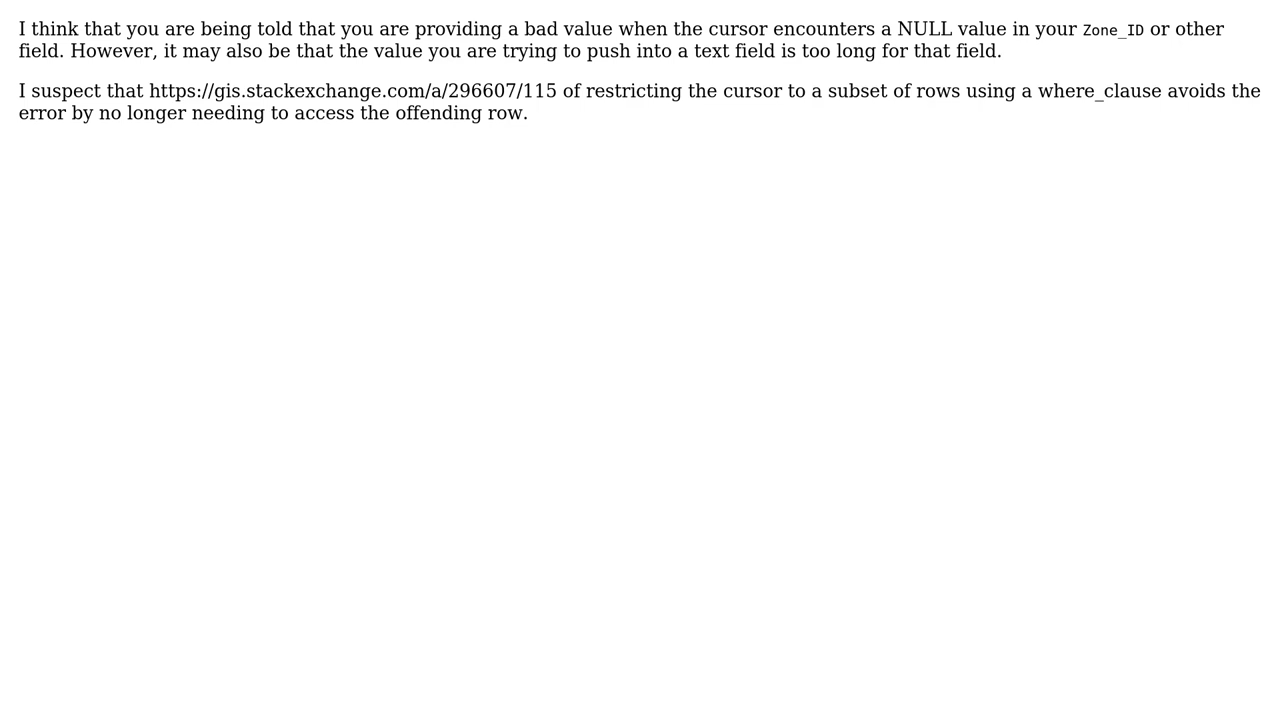 I think that you are being told that you are providing a bad value when the cursor encounters a NULL value in your Zone_ID or other
field. However, it may also be that the value you are trying to push into a text field is too long for that field.
I suspect that https://gis.stackexchange.com/a/296607/115 of restricting the cursor to a subset of rows using a where_clause avoids the
error by no longer needing to access the offending row.